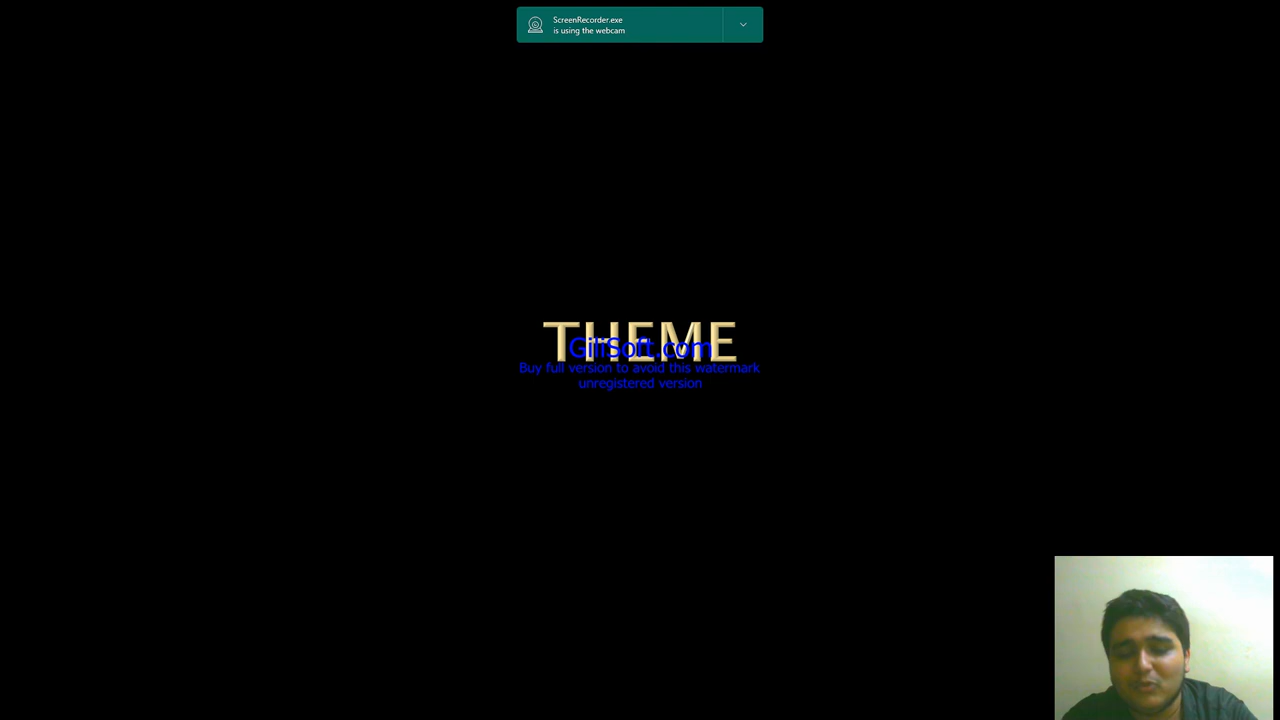 ScreenRecorder.exe
is using the webcam
THEME
GiliSoft.com
Buy full version to avoid this watermark
unregistered version